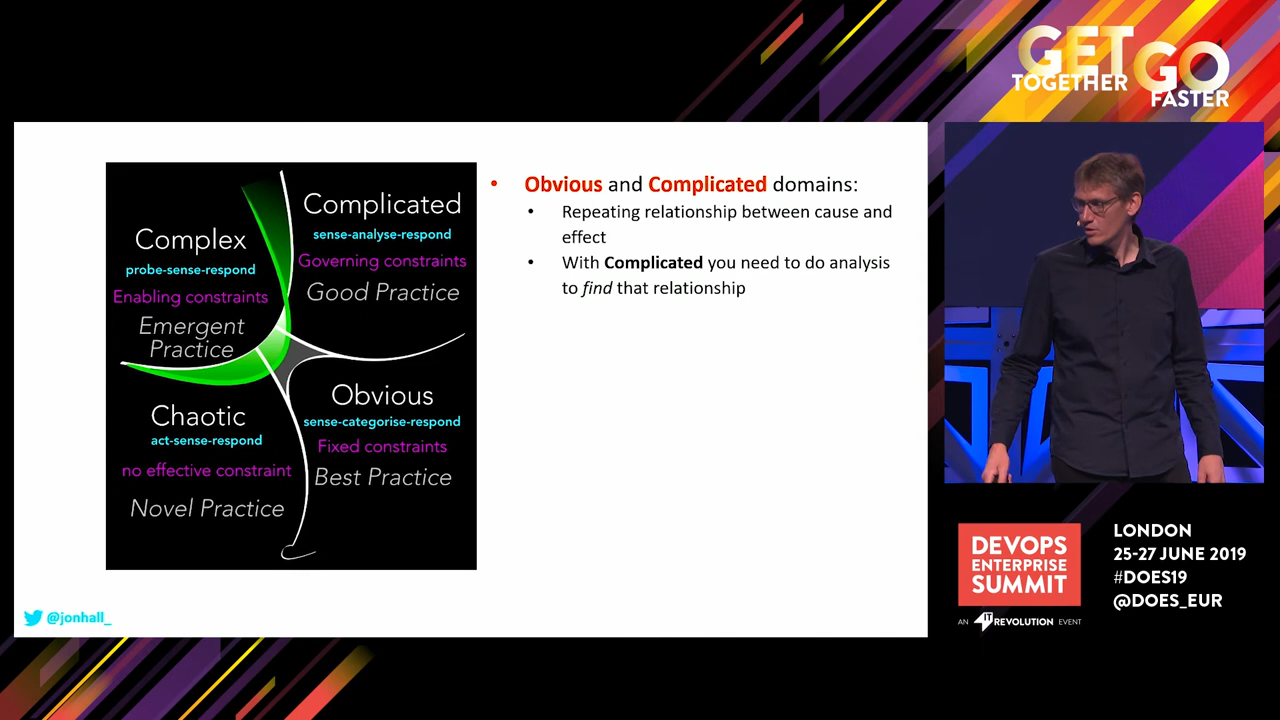 GET
TOGETHER
GO
FASTER
Complex
probe-sense-respond
Enabling constraints
Emergent
Practice
Complicated
sense-analyse-respond
Governing constraints
Good Practice
Chaotic
act-sense-respond
no effective constraint
Novel Practice
Obvious
sense-categorise-respond
Fixed constraints
Best Practice
• Obvious and Complicated domains:
• Repeating relationship between cause and
effect
• With Complicated you need to do analysis
to find that relationship
@jonhall_
DEVOPS
ENTERPRISE
SUMMIT
AN IT REVOLUTION EVENT
LONDON
25-27 JUNE 2019
#DOES19
@DOES_EUR